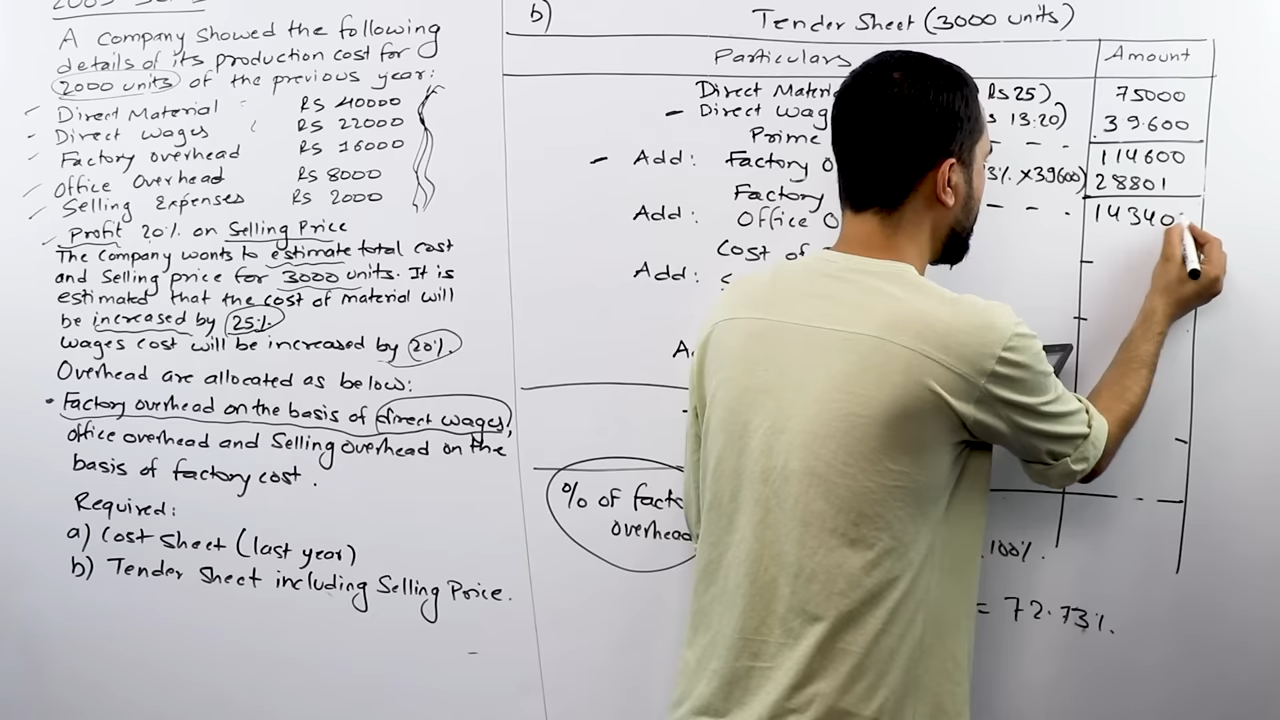 A company showed the following
details of its production cost for
2000 units of the previous year:
Direct Material Rs 40000
Direct wages Rs 22000
Factory overhead Rs 16000
Office Overhead Rs 8000
Selling Expenses Rs 2000
Profit 20% on Selling Price
The company wants to estimate total cost
and Selling price for 3000 units. It is
estimated that the cost of material will
be increased by 25%
wages cost will be increased by 20%.
Overhead are allocated as below:
Factory overhead on the basis of direct wages,
office overhead and Selling overhead on the
basis of factory cost.
Required:
a) Cost Sheet (last year)
b) Tender Sheet including Selling Price.
b) Tender Sheet (3000 units)
Particulars Amount
Direct Materi Rs 25) 75000
- Direct wag s 13.20) 39600
Prime - - . 114600
- Add: Factory O 3% × 39600) 28801
Factory - - . 14340
Add: Office O
Cost of
Add: S
A
% of facto
overhead
100%.
= 72.73%.